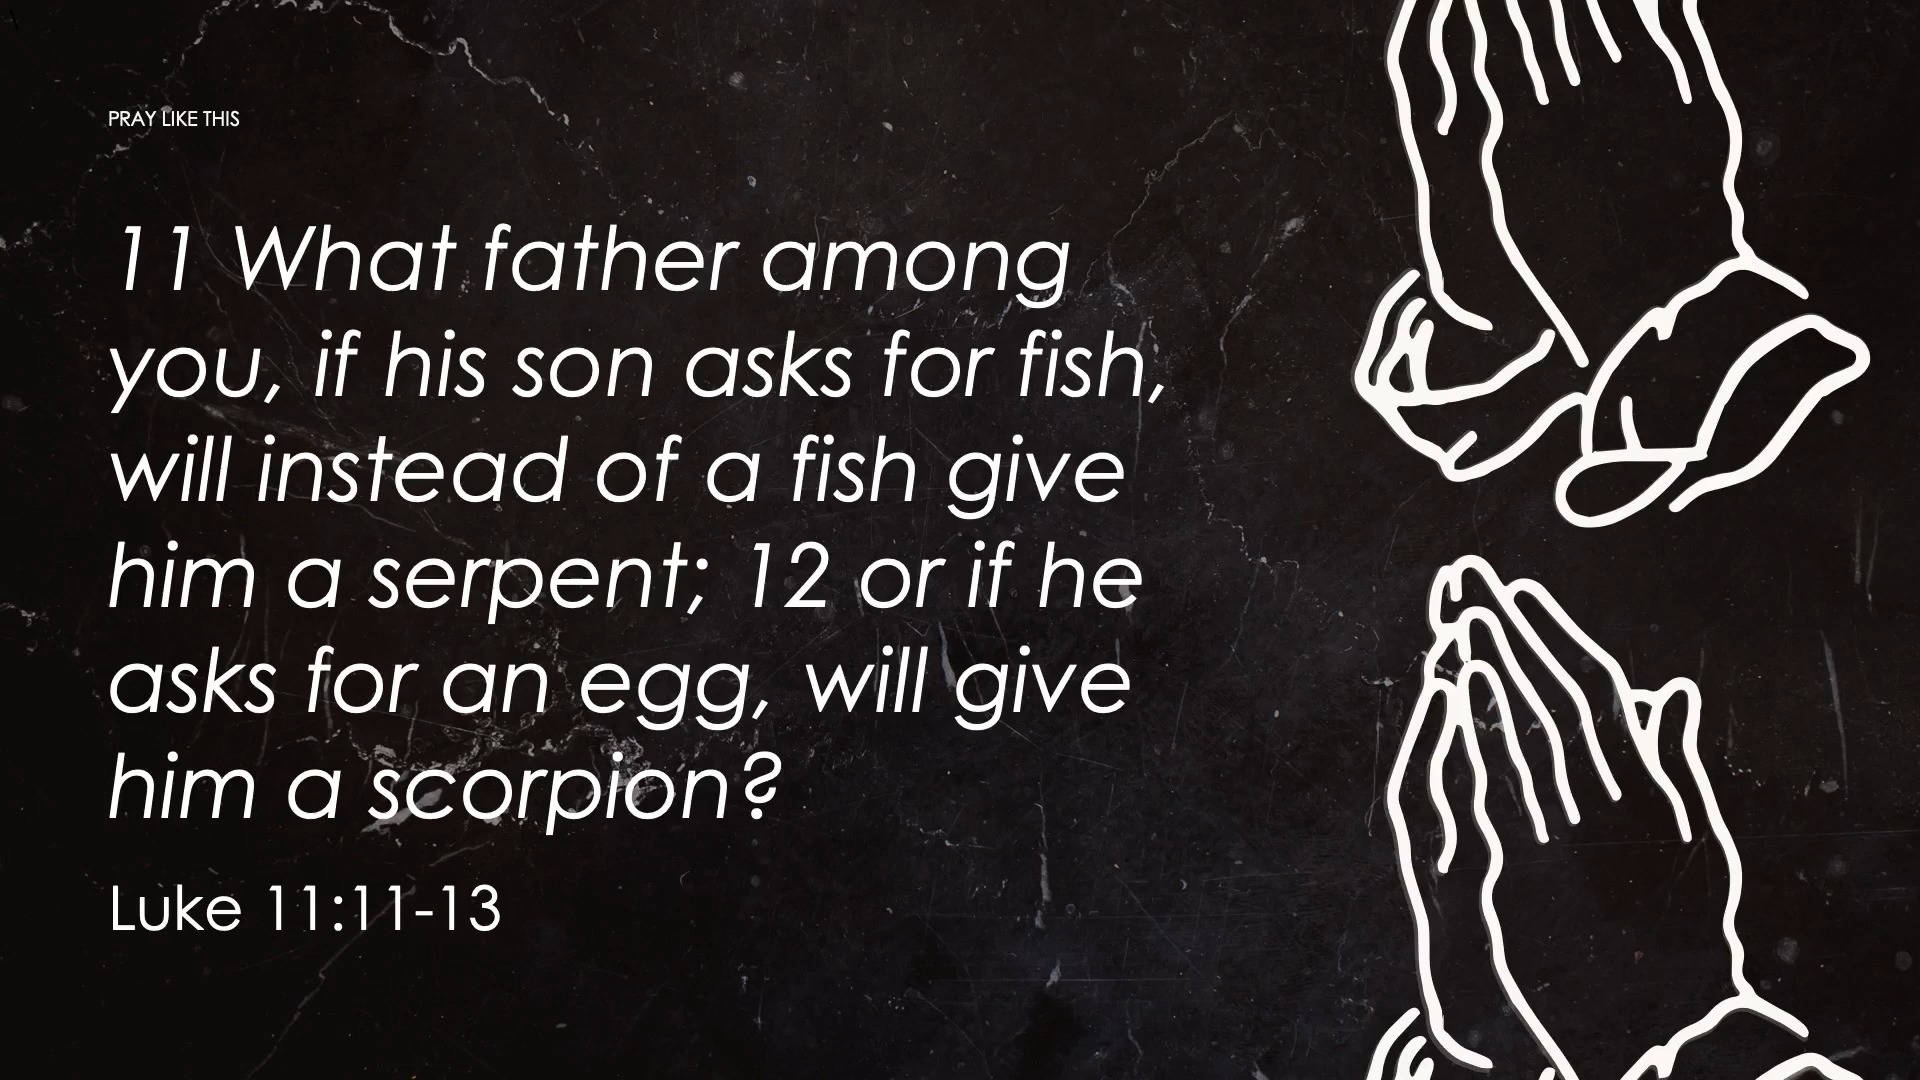 PRAY LIKE THIS
11 What father among
you, if his son asks for fish,
will instead of a fish give
him a serpent; 12 or if he
asks for an egg, will give
him a scorpion?
Luke 11:11-13